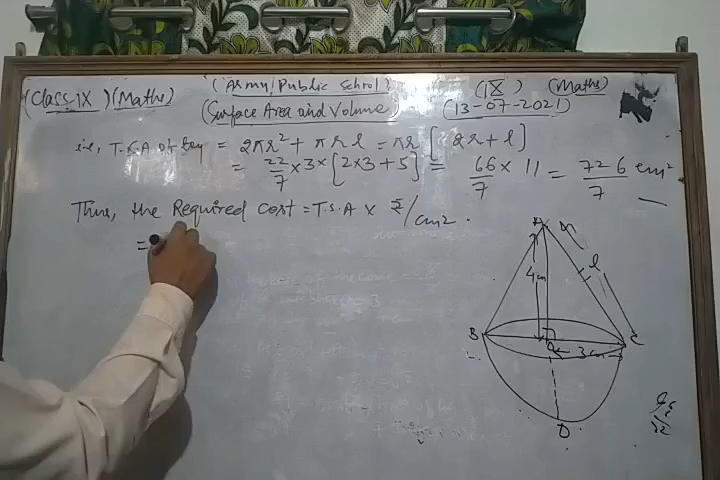 (Class-IX) (Maths) (Army Public School) (IX) (Maths)
(Surface Area and Volume) (13-07-2021)
i.e., T.S.A of toy = 2πr² + πrl = πr [2r + l]
= 22/7 × 3 × [2×3+5] = 66×11/7 = 726/7 cm²
Thus, the Required Cost = T.S.A × ₹/cm².
=
A
4cm
l
B
O
3cm
C
D